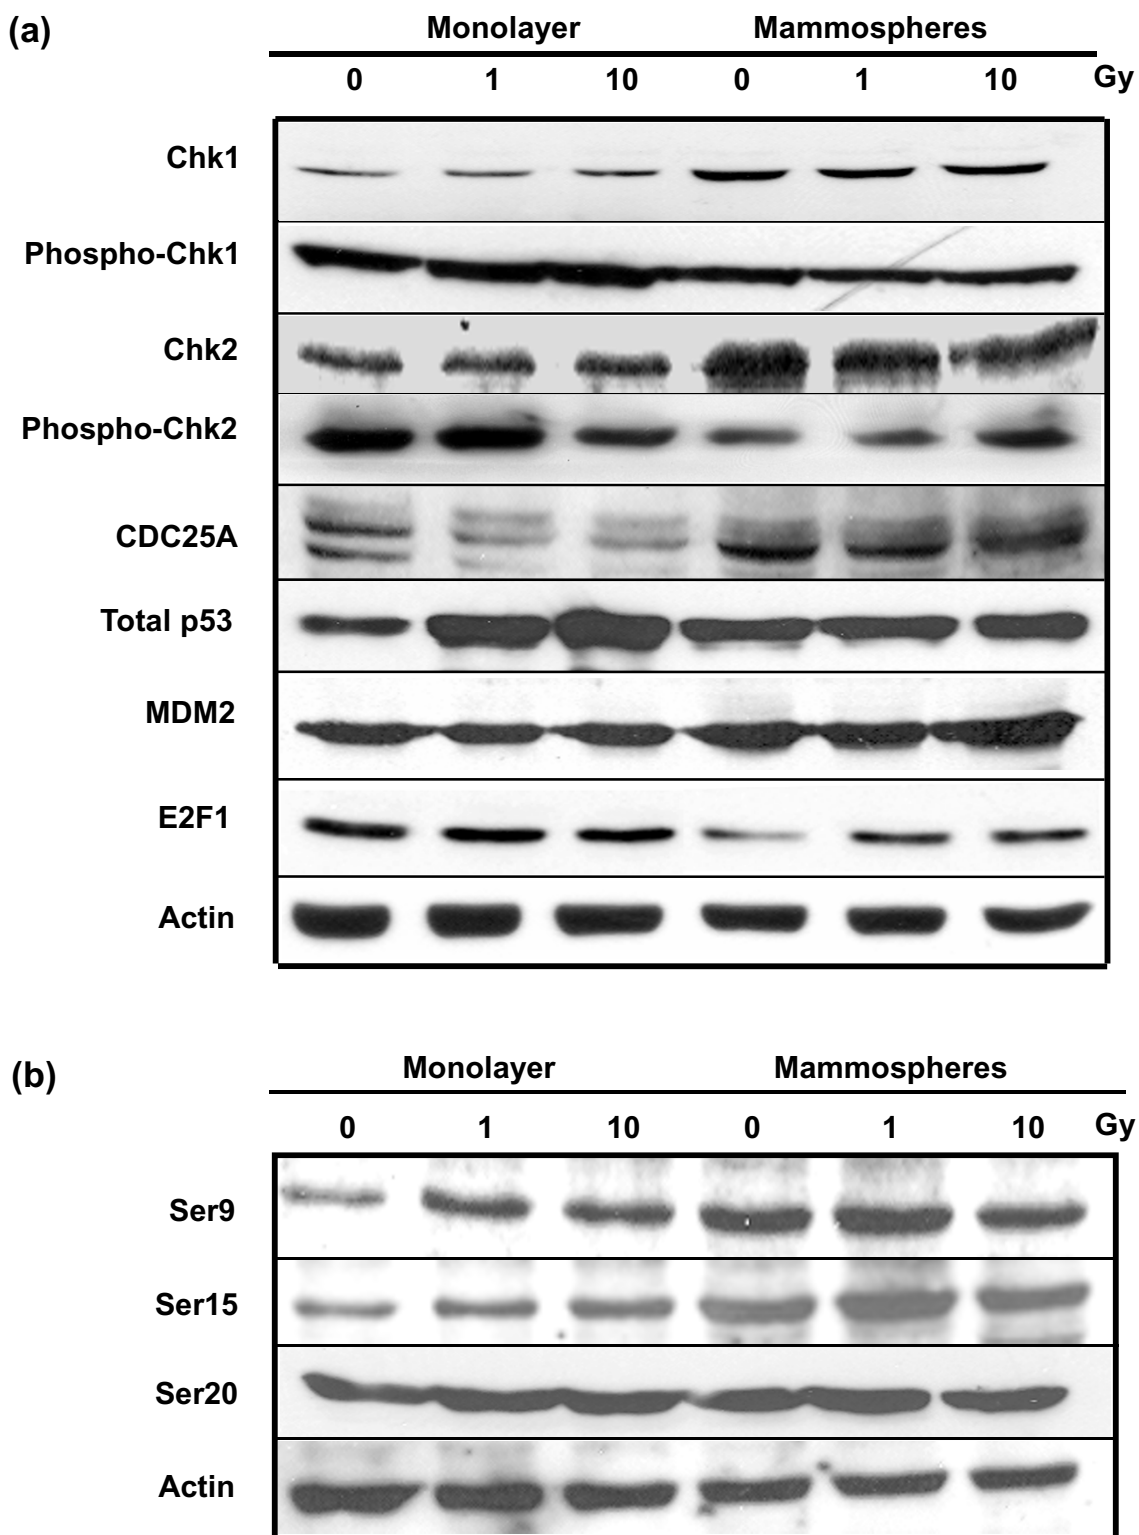 (a)
Monolayer Mammospheres
0 1 10 0 1 10 Gy
Chk1
Phospho-Chk1
Chk2
Phospho-Chk2
CDC25A
Total p53
MDM2
E2F1
Actin
(b)
Monolayer Mammospheres
0 1 10 0 1 10 Gy
Ser9
Ser15
Ser20
Actin